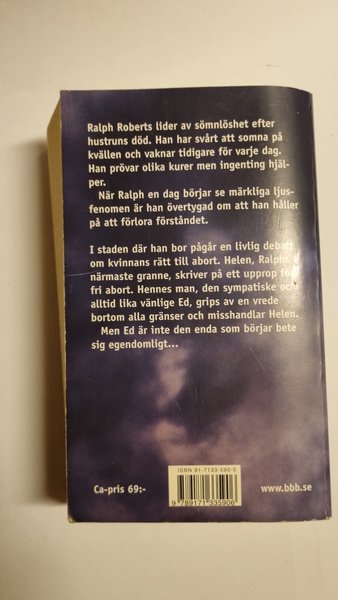 Ralph Roberts lider av sömnlöshet efter
hustruns död. Han har svårt att somna på
kvällen och vaknar tidigare för varje dag.
Han prövar olika kurer men ingenting hjäl-
per.
När Ralph en dag börjar se märkliga ljus-
fenomen är han övertygad om att han håller
på att förlora förståndet.
I staden där han bor pågår en livlig debatt
om kvinnans rätt till abort. Helen, Ralphs
närmaste granne, skriver på ett upprop för
fri abort. Hennes man, den sympatiske och
alltid lika vänlige Ed, grips av en vrede
bortom alla gränser och misshandlar Helen.
Men Ed är inte den enda som börjar bete
sig egendomligt...
ISBN 91-7133-590-0
Ca-pris 69:-
www.bbb.se
9 789171 335906